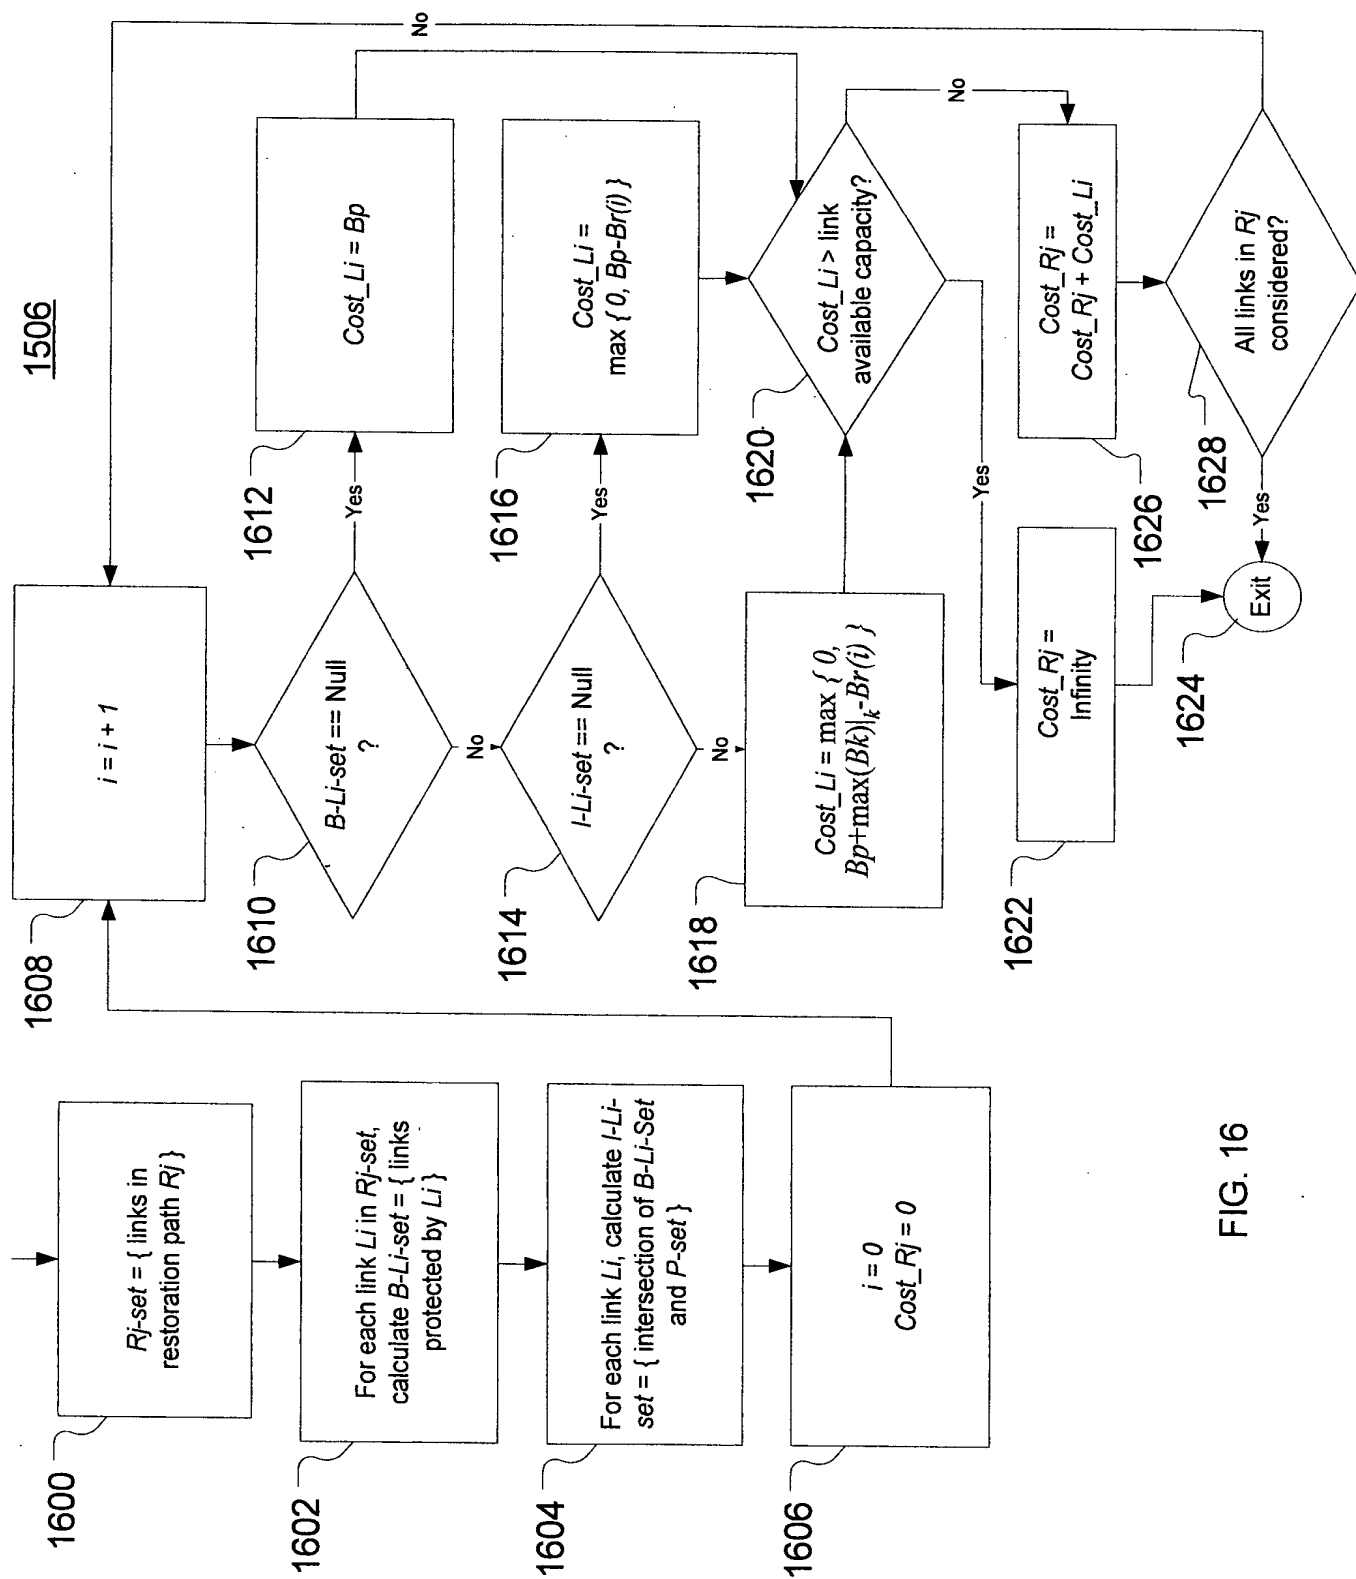 1506
1600
Rj-set = { links in
restoration path Rj }
1602
For each link Li in Rj-set,
calculate B-Li-set = { links
protected by Li }
1604
For each link Li, calculate I-Li-
set = { intersection of B-Li-Set
and P-set }
1606
i = 0
Cost_Rj = 0
1608
i = i + 1
1610
B-Li-set == Null
?
Yes
No
1612
Cost_Li = Bp
1614
I-Li-set == Null
?
Yes
No
1616
Cost_Li =
max { 0, Bp-Br(i) }
1618
Cost_Li = max { 0,
Bp+max(Bk)|k-Br(i) }
1620
Cost_Li > link
available capacity?
Yes
No
1622
Cost_Rj =
Infinity
1624
Exit
1626
Cost_Rj =
Cost_Rj + Cost_Li
1628
All links in Rj
considered?
Yes
No
FIG. 16